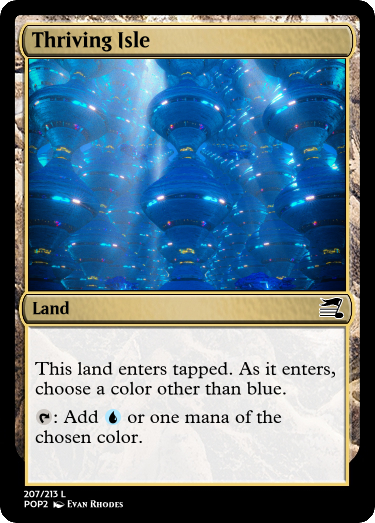 Thriving Isle
Land
This land enters tapped. As it enters,
choose a color other than blue.
: Add or one mana of the
chosen color.
207/213 L
POP2 Evan Rhodes